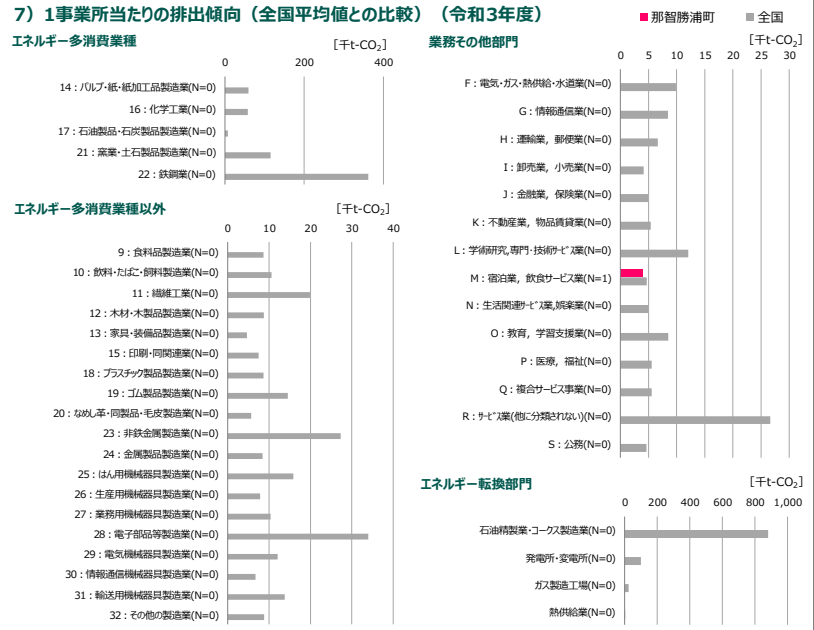 7）1事業所当たりの排出傾向（全国平均値との比較）（令和3年度）
■那智勝浦町 ■全国
エネルギー多消費業種
［千t-CO₂］
0 200 400
14：パルプ・紙・紙加工品製造業(N=0)
16：化学工業(N=0)
17：石油製品・石炭製品製造業(N=0)
21：窯業・土石製品製造業(N=0)
22：鉄鋼業(N=0)
エネルギー多消費業種以外
［千t-CO₂］
0 10 20 30 40
9：食料品製造業(N=0)
10：飲料・たばこ・飼料製造業(N=0)
11：繊維工業(N=0)
12：木材・木製品製造業(N=0)
13：家具・装備品製造業(N=0)
15：印刷・同関連業(N=0)
18：プラスチック製品製造業(N=0)
19：ゴム製品製造業(N=0)
20：なめし革・同製品・毛皮製造業(N=0)
23：非鉄金属製造業(N=0)
24：金属製品製造業(N=0)
25：はん用機械器具製造業(N=0)
26：生産用機械器具製造業(N=0)
27：業務用機械器具製造業(N=0)
28：電子部品等製造業(N=0)
29：電気機械器具製造業(N=0)
30：情報通信機械器具製造業(N=0)
31：輸送用機械器具製造業(N=0)
32：その他の製造業(N=0)
業務その他部門
［千t-CO₂］
0 5 10 15 20 25 30
F：電気・ガス・熱供給・水道業(N=0)
G：情報通信業(N=0)
H：運輸業，郵便業(N=0)
I：卸売業，小売業(N=0)
J：金融業，保険業(N=0)
K：不動産業，物品賃貸業(N=0)
L：学術研究,専門・技術ｻｰﾋﾞｽ業(N=0)
M：宿泊業，飲食サービス業(N=1)
N：生活関連ｻｰﾋﾞｽ業,娯楽業(N=0)
O：教育，学習支援業(N=0)
P：医療，福祉(N=0)
Q：複合サービス事業(N=0)
R：ｻｰﾋﾞｽ業(他に分類されない)(N=0)
S：公務(N=0)
エネルギー転換部門
［千t-CO₂］
0 200 400 600 800 1,000
石油精製業・コークス製造業(N=0)
発電所・変電所(N=0)
ガス製造工場(N=0)
熱供給業(N=0)